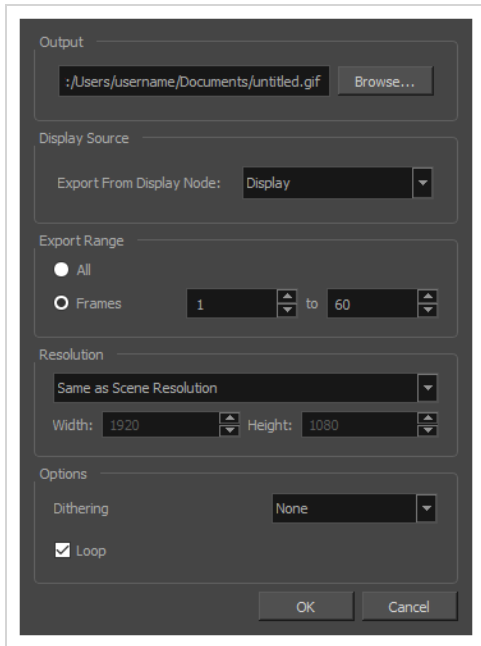 Output
:/Users/username/Documents/untitled.gif Browse...
Display Source
Export From Display Node: Display
Export Range
All
Frames 1 to 60
Resolution
Same as Scene Resolution
Width: 1920 Height: 1080
Options
Dithering None
Loop
OK Cancel